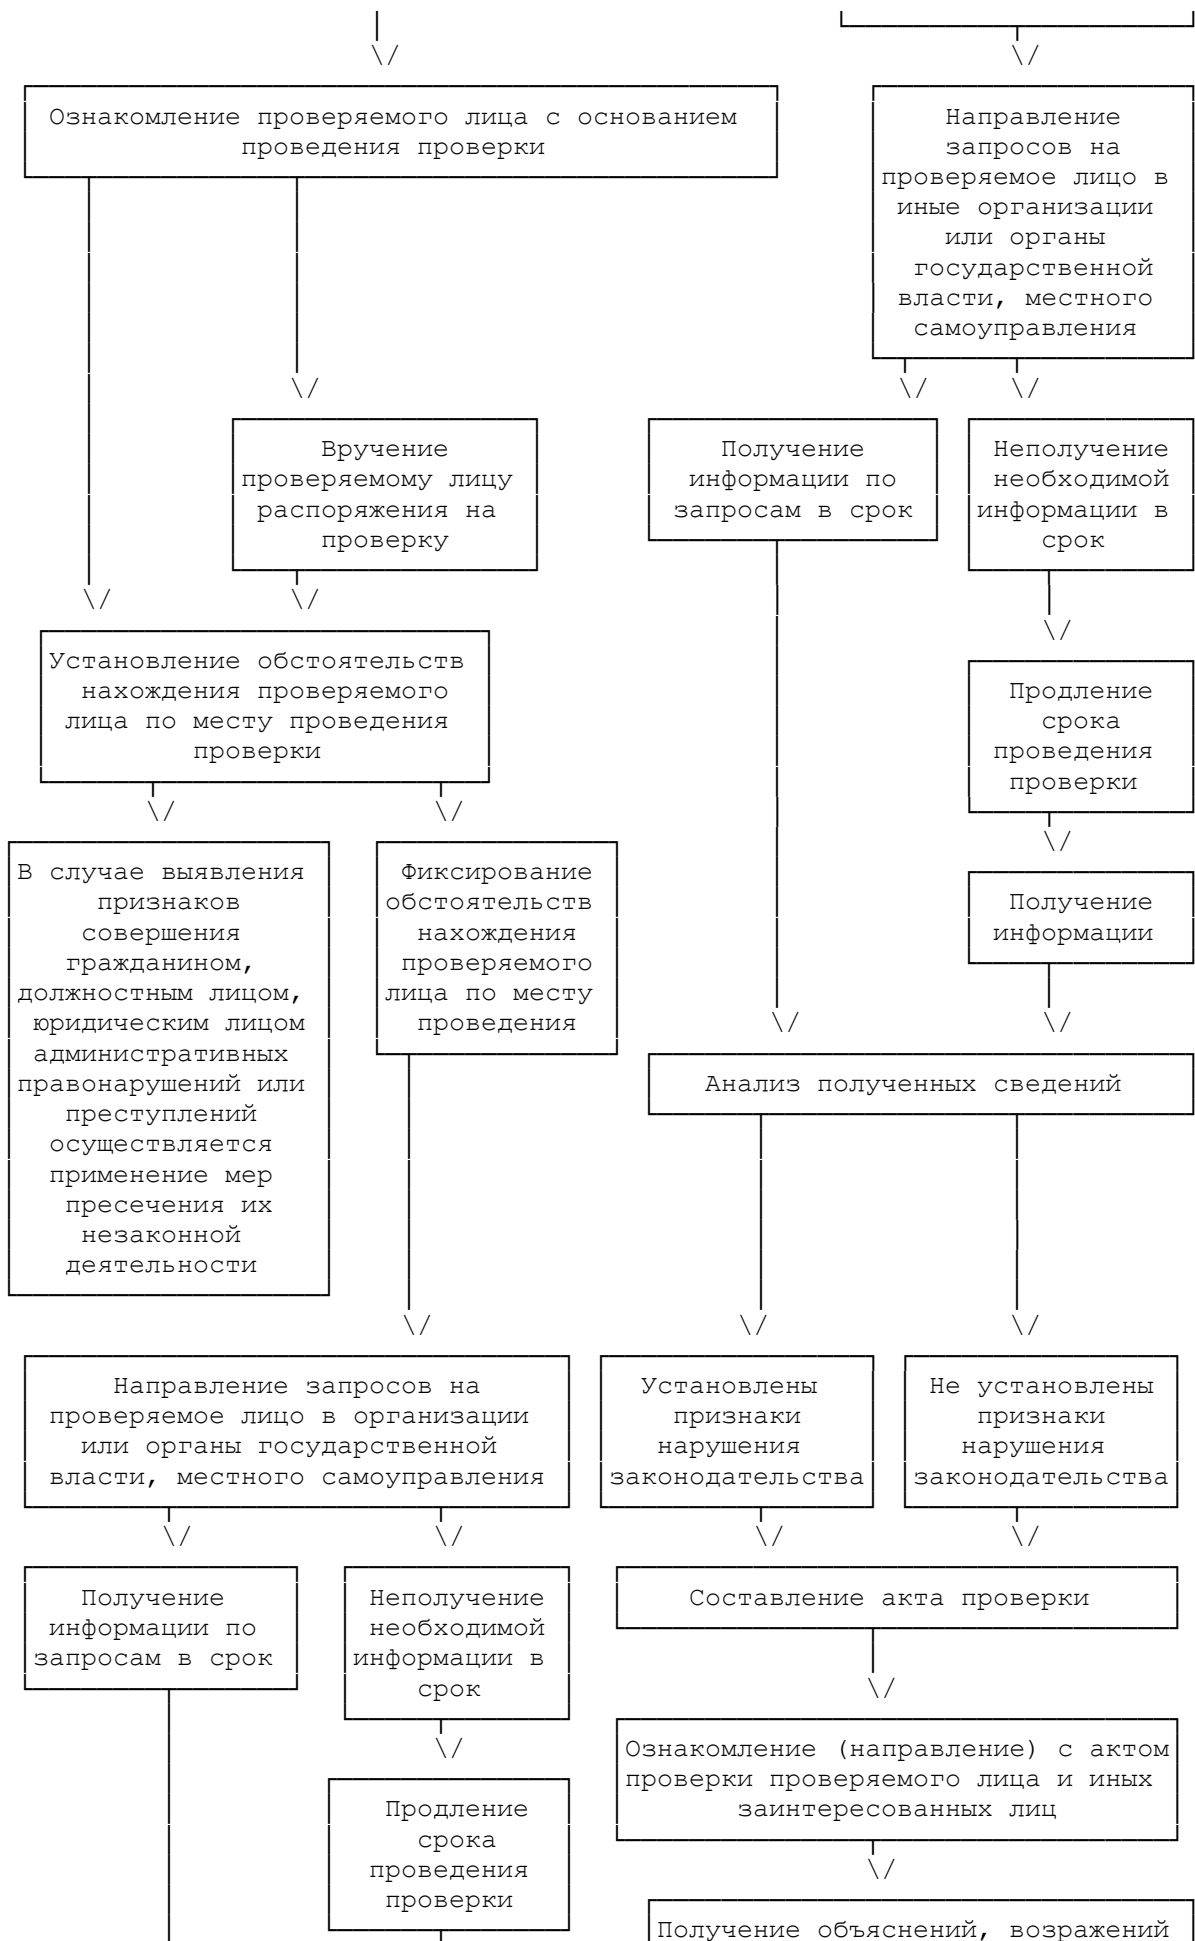 Ознакомление проверяемого лица с основанием
проведения проверки
Направление
запросов на
проверяемое лицо в
иные организации
или органы
государственной
власти, местного
самоуправления
Вручение
проверяемому лицу
распоряжения на
проверку
Получение
информации по
запросам в срок
Неполучение
необходимой
информации в
срок
Установление обстоятельств
нахождения проверяемого
лица по месту проведения
проверки
Продление
срока
проведения
проверки
В случае выявления
признаков
совершения
гражданином,
должностным лицом,
юридическим лицом
административных
правонарушений или
преступлений
осуществляется
применение мер
пресечения их
незаконной
деятельности
Фиксирование
обстоятельств
нахождения
проверяемого
лица по месту
проведения
Получение
информации
Анализ полученных сведений
Направление запросов на
проверяемое лицо в организации
или органы государственной
власти, местного самоуправления
Установлены
признаки
нарушения
законодательства
Не установлены
признаки
нарушения
законодательства
Получение
информации по
запросам в срок
Неполучение
необходимой
информации в
срок
Составление акта проверки
Ознакомление (направление) с актом
проверки проверяемого лица и иных
заинтересованных лиц
Продление
срока
проведения
проверки
Получение объяснений, возражений